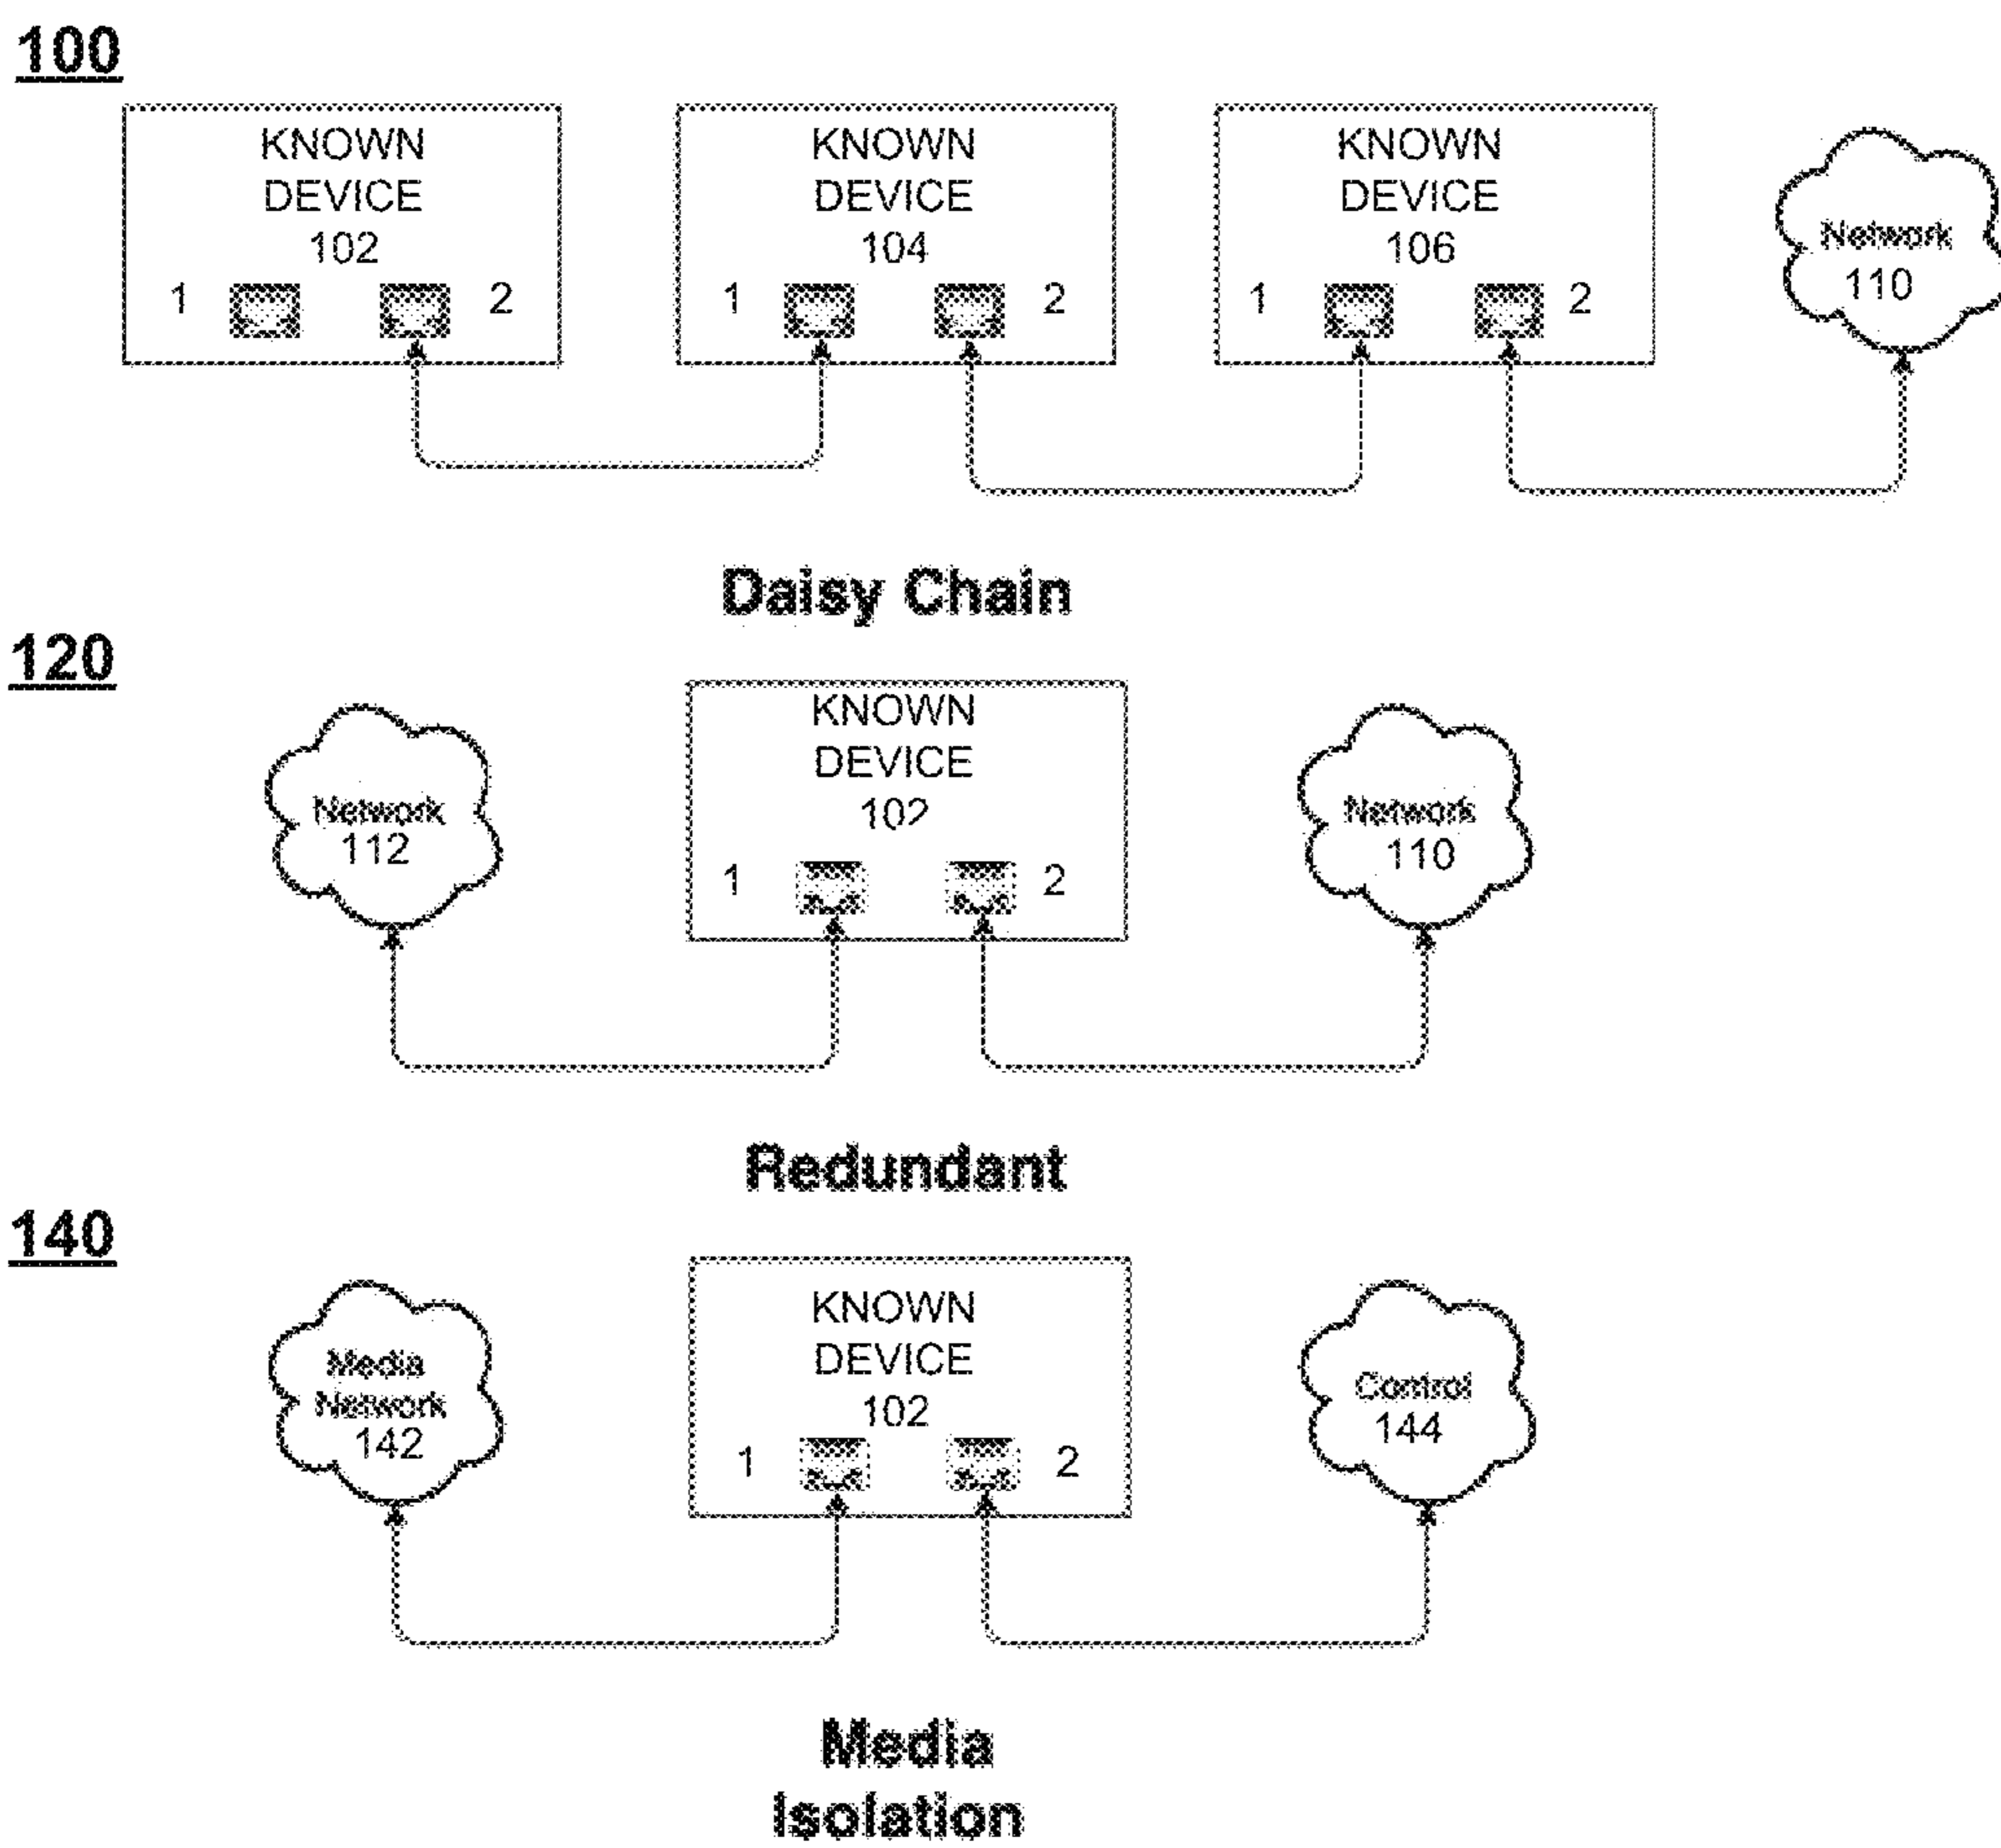 100
KNOWN
DEVICE
102
1 2
KNOWN
DEVICE
104
1 2
KNOWN
DEVICE
106
1 2
Network
110
Daisy Chain
120
Network
112
KNOWN
DEVICE
102
1 2
Network
110
Redundant
140
Media
Network
142
KNOWN
DEVICE
102
1 2
Control
144
Media
Isolation